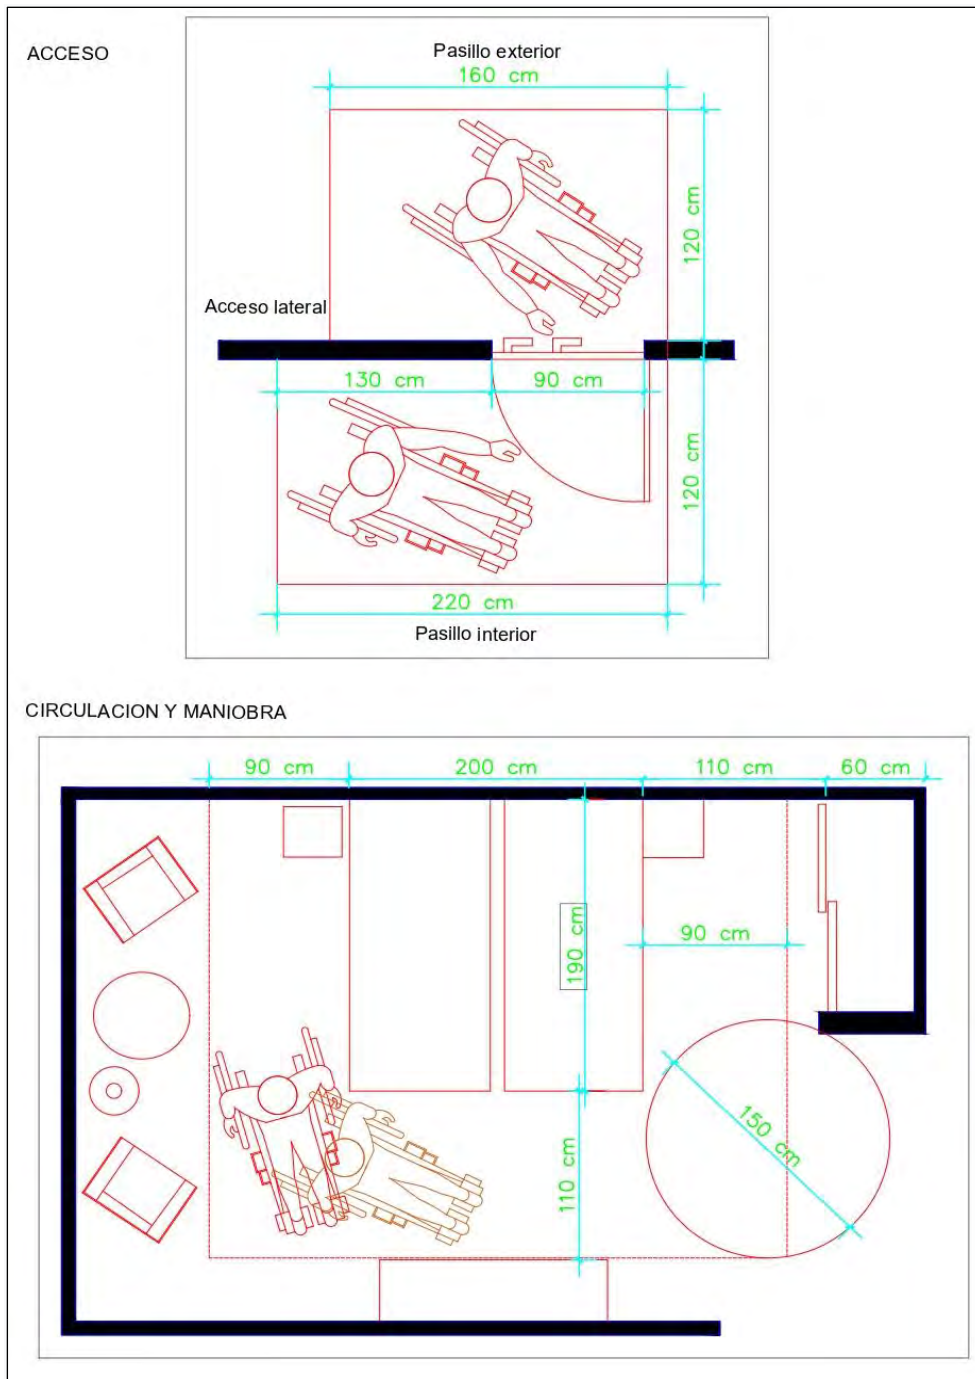 ACCESO
Pasillo exterior
160 cm
120 cm
Acceso lateral
130 cm
90 cm
120 cm
220 cm
Pasillo interior
CIRCULACION Y MANIOBRA
90 cm
200 cm
110 cm
60 cm
190 cm
90 cm
150 cm
110 cm